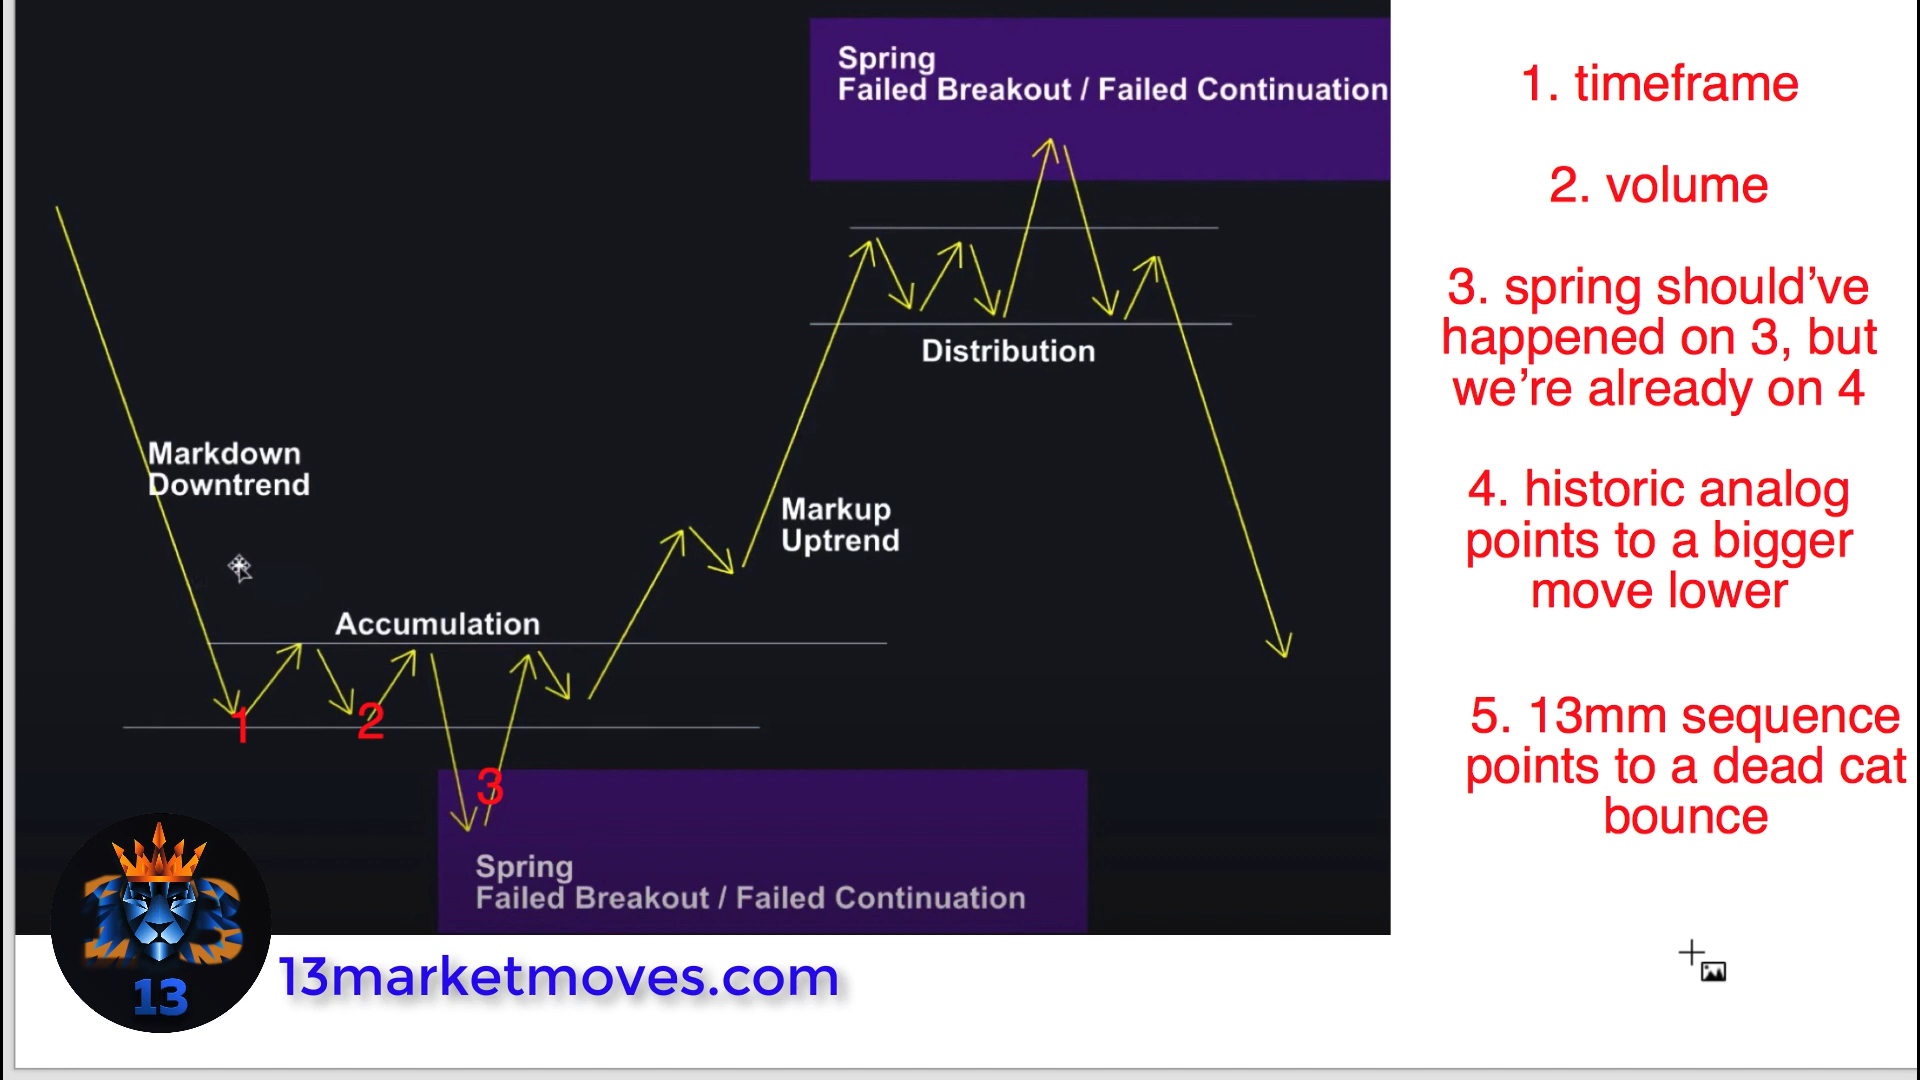 Spring
Failed Breakout / Failed Continuation
Distribution
Markdown
Downtrend
Markup
Uptrend
Accumulation
1
2
3
Spring
Failed Breakout / Failed Continuation
1. timeframe
2. volume
3. spring should’ve
happened on 3, but
we’re already on 4
4. historic analog
points to a bigger
move lower
5. 13mm sequence
points to a dead cat
bounce
13
13
13marketmoves.com